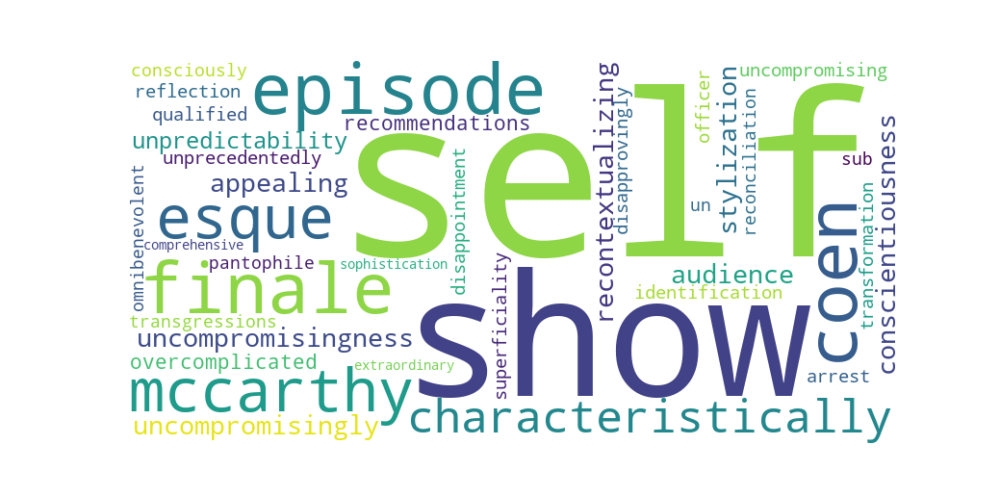 consciously
reflection
qualified
episode
recommendations
self
recontextualizing
disapprovingly
officer
stylization
reconciliation
uncompromising
sub
conscientiousness
unpredictability
unprecedentedly
appealing
omnibenevolent
esque
comprehensive
pantophile
sophistication
disappointment
un
coen
transformation
finale
superficiality
audience
identification
show
transgressions
uncompromisingness
overcomplicated
extraordinary
arrest
mccarthy
characteristically
uncompromisingly